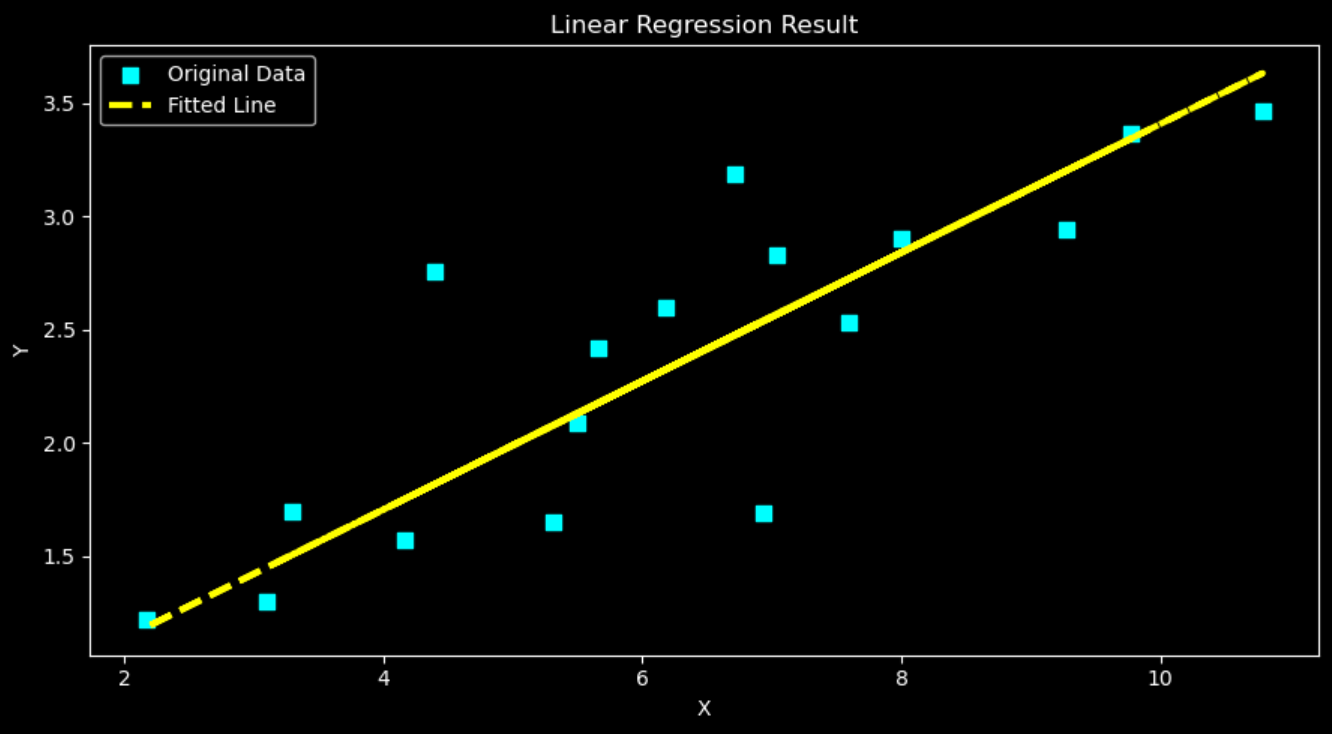 Linear Regression Result
Original Data
Fitted Line
3.5
3.0
2.5
2.0
1.5
Y
2 4 6 8 10
X